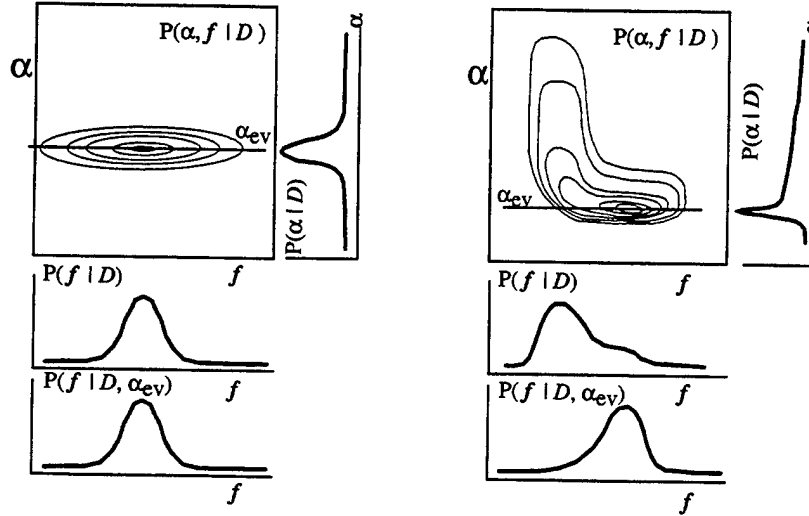 P(α, f | D)
α
α
α_ev
P(α | D)
P(f | D)
f
P(f | D, α_ev)
f
f
P(α, f | D)
α
P(α | D)
α_ev
P(f | D)
f
P(f | D, α_ev)
f
f